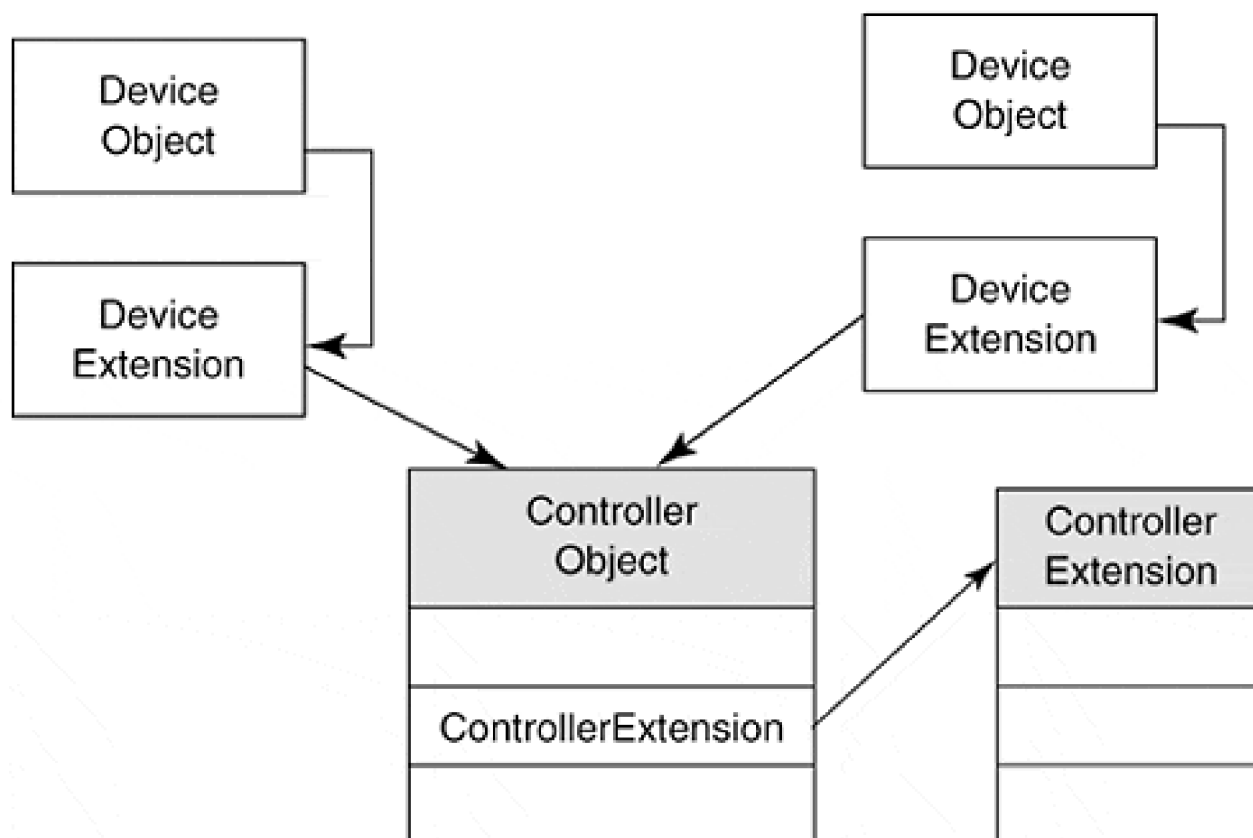 Device
Object
Device
Object
Device
Extension
Device
Extension
Controller
Object
Controller
Extension
ControllerExtension